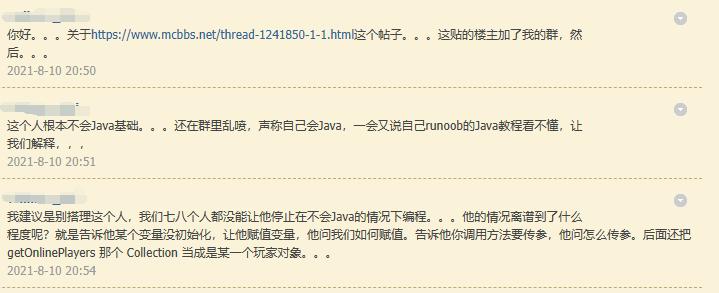 你好。。。关于https://www.mcbbs.net/thread-1241850-1-1.html这个帖子。。。这贴的楼主加了我的群，然
后。。。
2021-8-10 20:50
这个人根本不会Java基础。。。还在群里乱喷，声称自己会Java，一会又说自己runoob的Java教程看不懂，让
我们解释，，，
2021-8-10 20:51
我建议是别搭理这个人，我们七八个人都没能让他停止在不会Java的情况下编程。。。他的情况离谱到了什么
程度呢？就是告诉他某个变量没初始化，让他赋值变量，他问我们如何赋值。告诉他你调用方法要传参，他问怎么传参。后面还把
getOnlinePlayers 那个 Collection 当成是某一个玩家对象。。。
2021-8-10 20:54